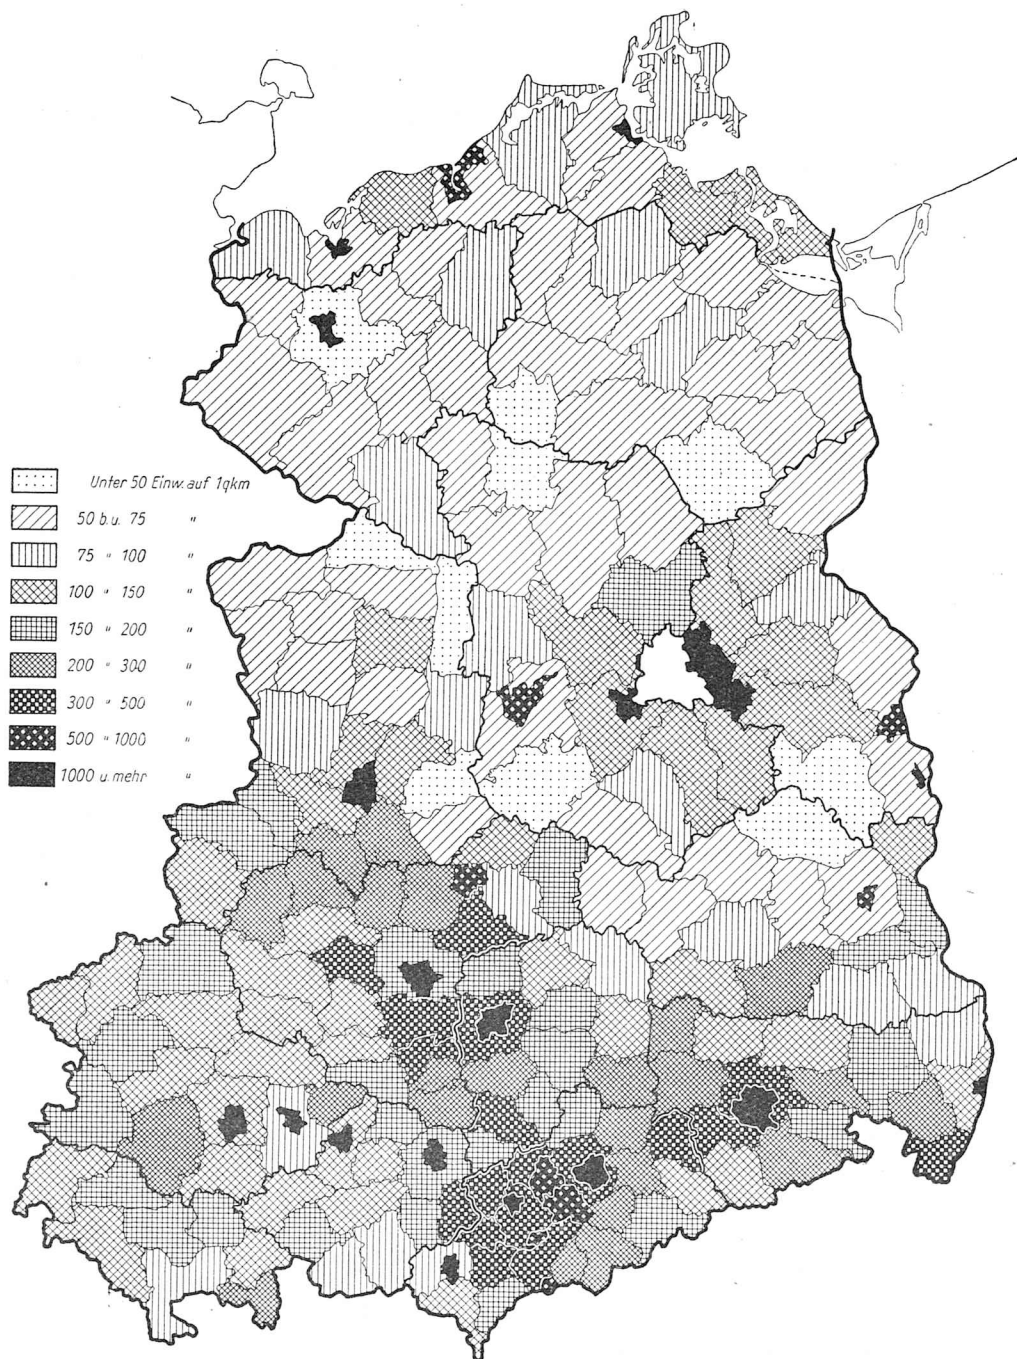 Unter 50 Einw. auf 1qkm
50 b.u. 75 "
75 " 100 "
100 " 150 "
150 " 200 "
200 " 300 "
300 " 500 "
500 " 1000 "
1000 u. mehr "